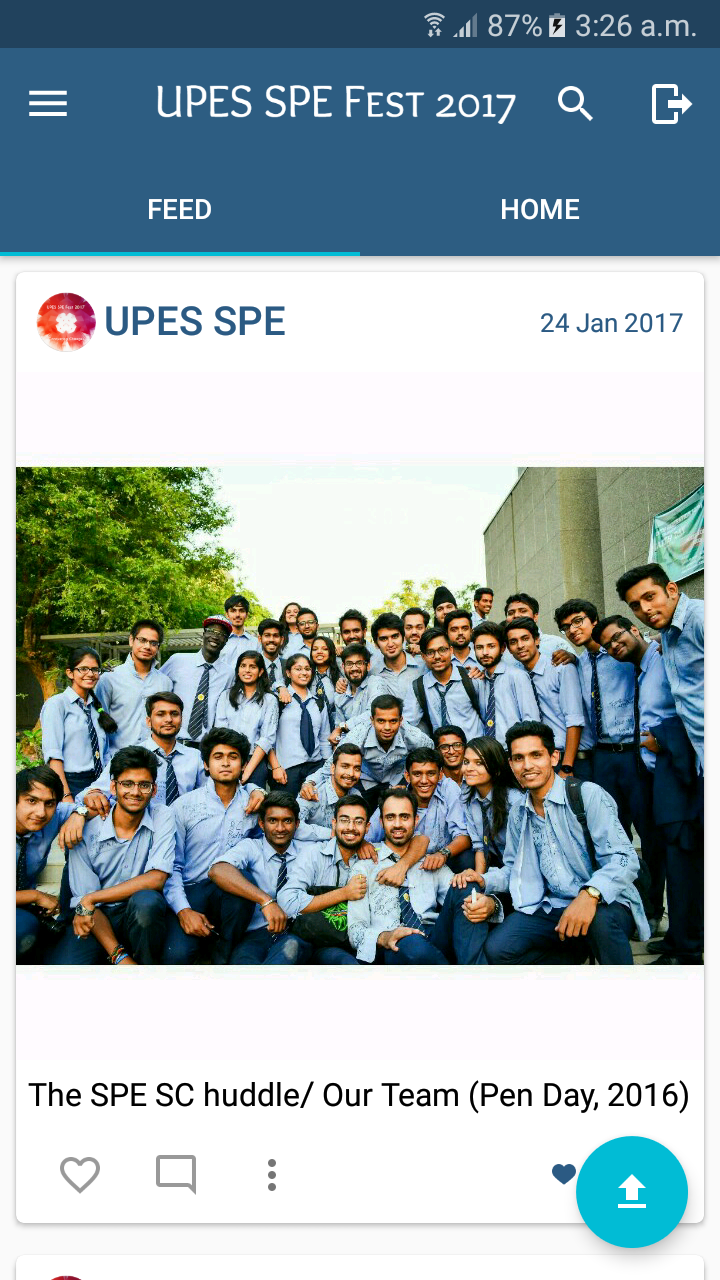 87% 3:26 a.m.
UPES SPE Fest 2017
FEED
HOME
UPES SPE
24 Jan 2017
The SPE SC huddle/ Our Team (Pen Day, 2016)